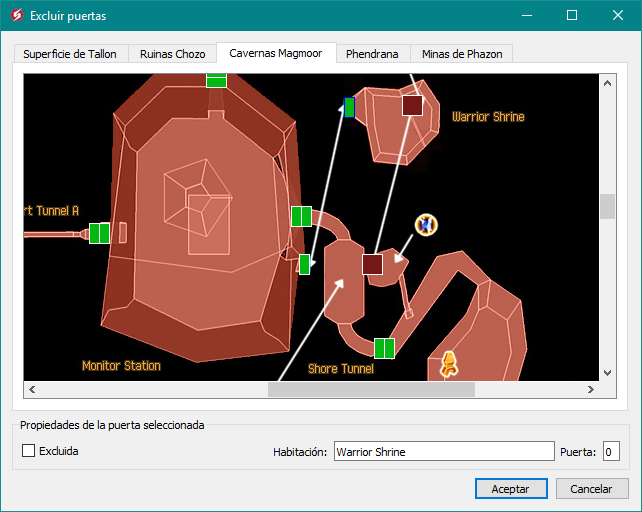 Excluir puertas
Superficie de Tallon
Ruinas Chozo
Cavernas Magmoor
Phendrana
Minas de Phazon
Warrior Shrine
rt Tunnel A
Monitor Station
Shore Tunnel
Propiedades de la puerta seleccionada
Excluida
Habitación: Warrior Shrine
Puerta: 0
Aceptar
Cancelar